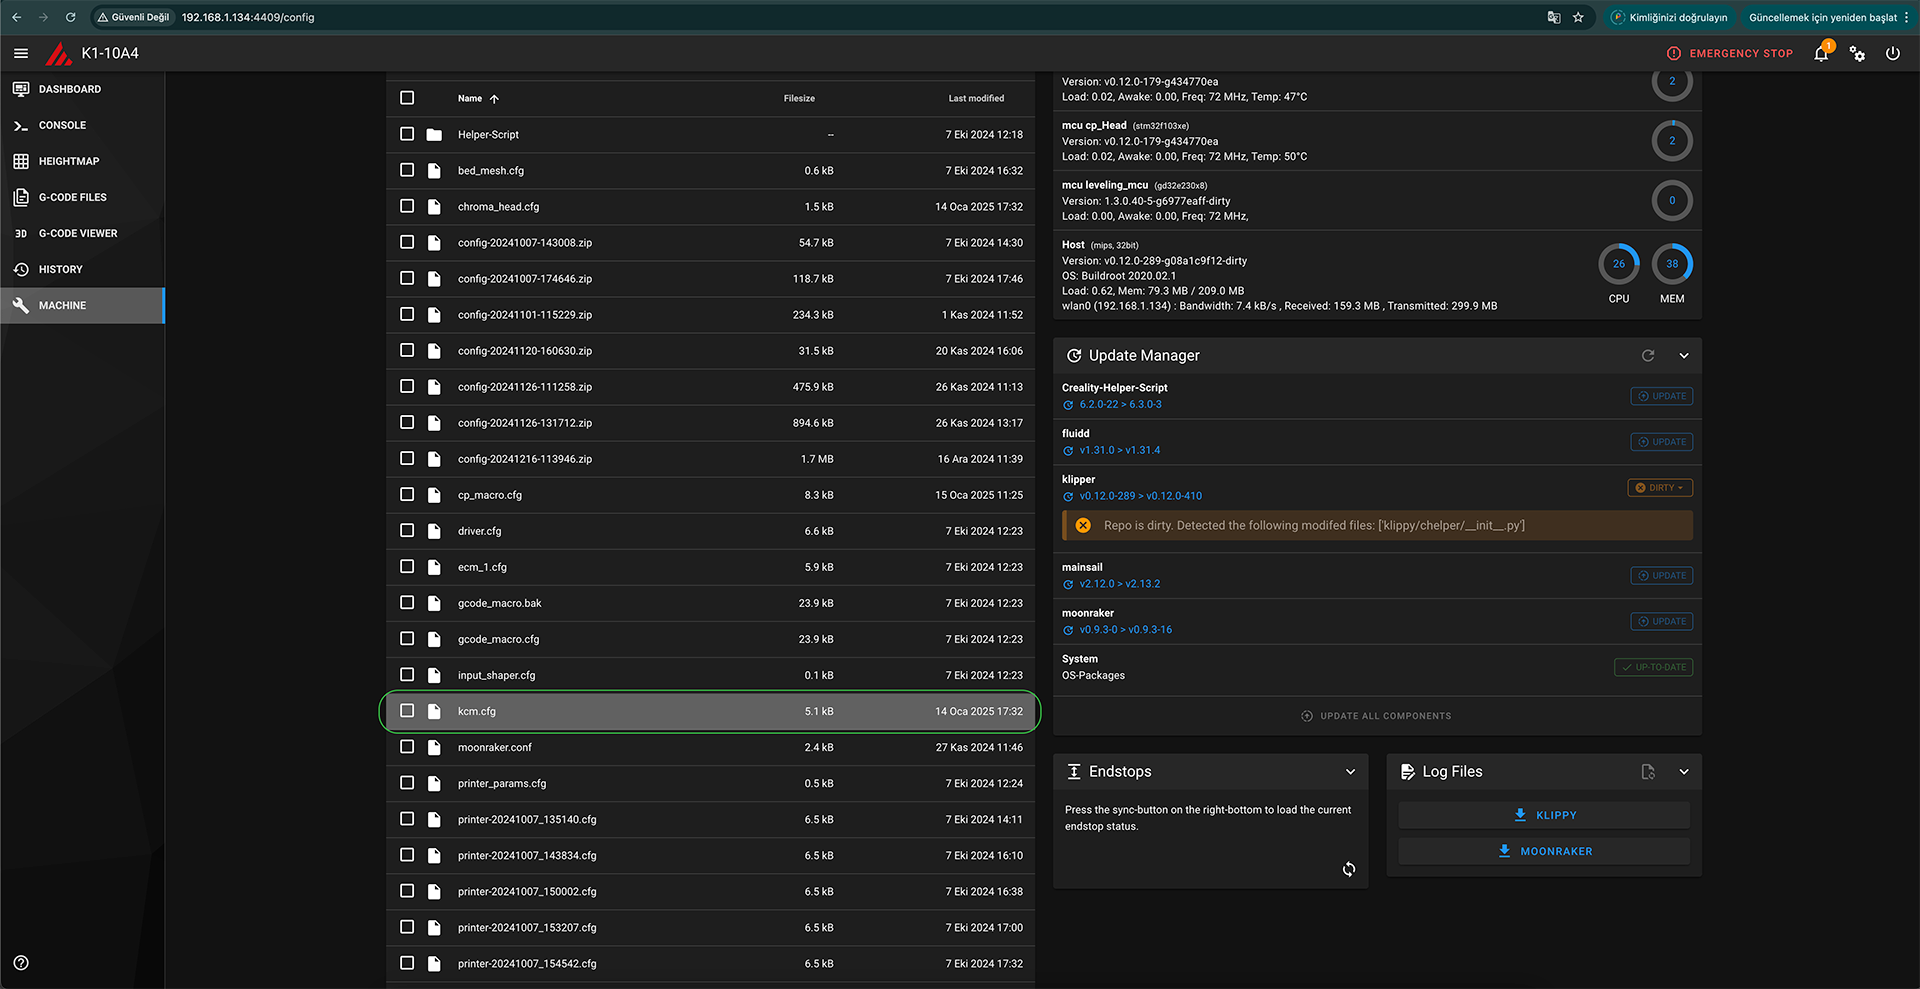 Güvenli Değil
192.168.1.134:4409/config
Kimliğinizi doğrulayın
Güncellemek için yeniden başlat
K1-10A4
EMERGENCY STOP
1
DASHBOARD
CONSOLE
HEIGHTMAP
G-CODE FILES
3D G-CODE VIEWER
HISTORY
MACHINE
Name Filesize Last modified
Helper-Script -- 7 Eki 2024 12:18
bed_mesh.cfg 0.6 kB 7 Eki 2024 16:32
chroma_head.cfg 1.5 kB 14 Oca 2025 17:32
config-20241007-143008.zip 54.7 kB 7 Eki 2024 14:30
config-20241007-174646.zip 118.7 kB 7 Eki 2024 17:46
config-20241101-115229.zip 234.3 kB 1 Kas 2024 11:52
config-20241120-160630.zip 31.5 kB 20 Kas 2024 16:06
config-20241126-111258.zip 475.9 kB 26 Kas 2024 11:13
config-20241126-131712.zip 894.6 kB 26 Kas 2024 13:17
config-20241216-113946.zip 1.7 MB 16 Ara 2024 11:39
cp_macro.cfg 8.3 kB 15 Oca 2025 11:25
driver.cfg 6.6 kB 7 Eki 2024 12:23
ecm_1.cfg 5.9 kB 7 Eki 2024 12:23
gcode_macro.bak 23.9 kB 7 Eki 2024 12:23
gcode_macro.cfg 23.9 kB 7 Eki 2024 12:23
input_shaper.cfg 0.1 kB 7 Eki 2024 12:23
kcm.cfg 5.1 kB 14 Oca 2025 17:32
moonraker.conf 2.4 kB 27 Kas 2024 11:46
printer_params.cfg 0.5 kB 7 Eki 2024 12:24
printer-20241007_135140.cfg 6.5 kB 7 Eki 2024 14:11
printer-20241007_143834.cfg 6.5 kB 7 Eki 2024 16:10
printer-20241007_150002.cfg 6.5 kB 7 Eki 2024 16:38
printer-20241007_153207.cfg 6.5 kB 7 Eki 2024 17:00
printer-20241007_154542.cfg 6.5 kB 7 Eki 2024 17:32
Version: v0.12.0-179-g434770ea
Load: 0.02, Awake: 0.00, Freq: 72 MHz, Temp: 47°C
2
mcu cp_Head (stm32f103xe)
Version: v0.12.0-179-g434770ea
Load: 0.02, Awake: 0.00, Freq: 72 MHz, Temp: 50°C
2
mcu leveling_mcu (gd32e230x8)
Version: 1.3.0.40-5-g6977eaff-dirty
Load: 0.00, Awake: 0.00, Freq: 72 MHz,
0
Host (mips, 32bit)
Version: v0.12.0-289-g08a1c9f12-dirty
OS: Buildroot 2020.02.1
Load: 0.62, Mem: 79.3 MB / 209.0 MB
wlan0 (192.168.1.134) : Bandwidth: 7.4 kB/s , Received: 159.3 MB , Transmitted: 299.9 MB
26 38
CPU MEM
Update Manager
Creality-Helper-Script
6.2.0-22 > 6.3.0-3
UPDATE
fluidd
v1.31.0 > v1.31.4
UPDATE
klipper
v0.12.0-289 > v0.12.0-410
DIRTY
Repo is dirty. Detected the following modifed files: ['klippy/chelper/__init__.py']
mainsail
v2.12.0 > v2.13.2
UPDATE
moonraker
v0.9.3-0 > v0.9.3-16
UPDATE
System
OS-Packages
UP-TO-DATE
UPDATE ALL COMPONENTS
Endstops
Press the sync-button on the right-bottom to load the current
endstop status.
Log Files
KLIPPY
MOONRAKER